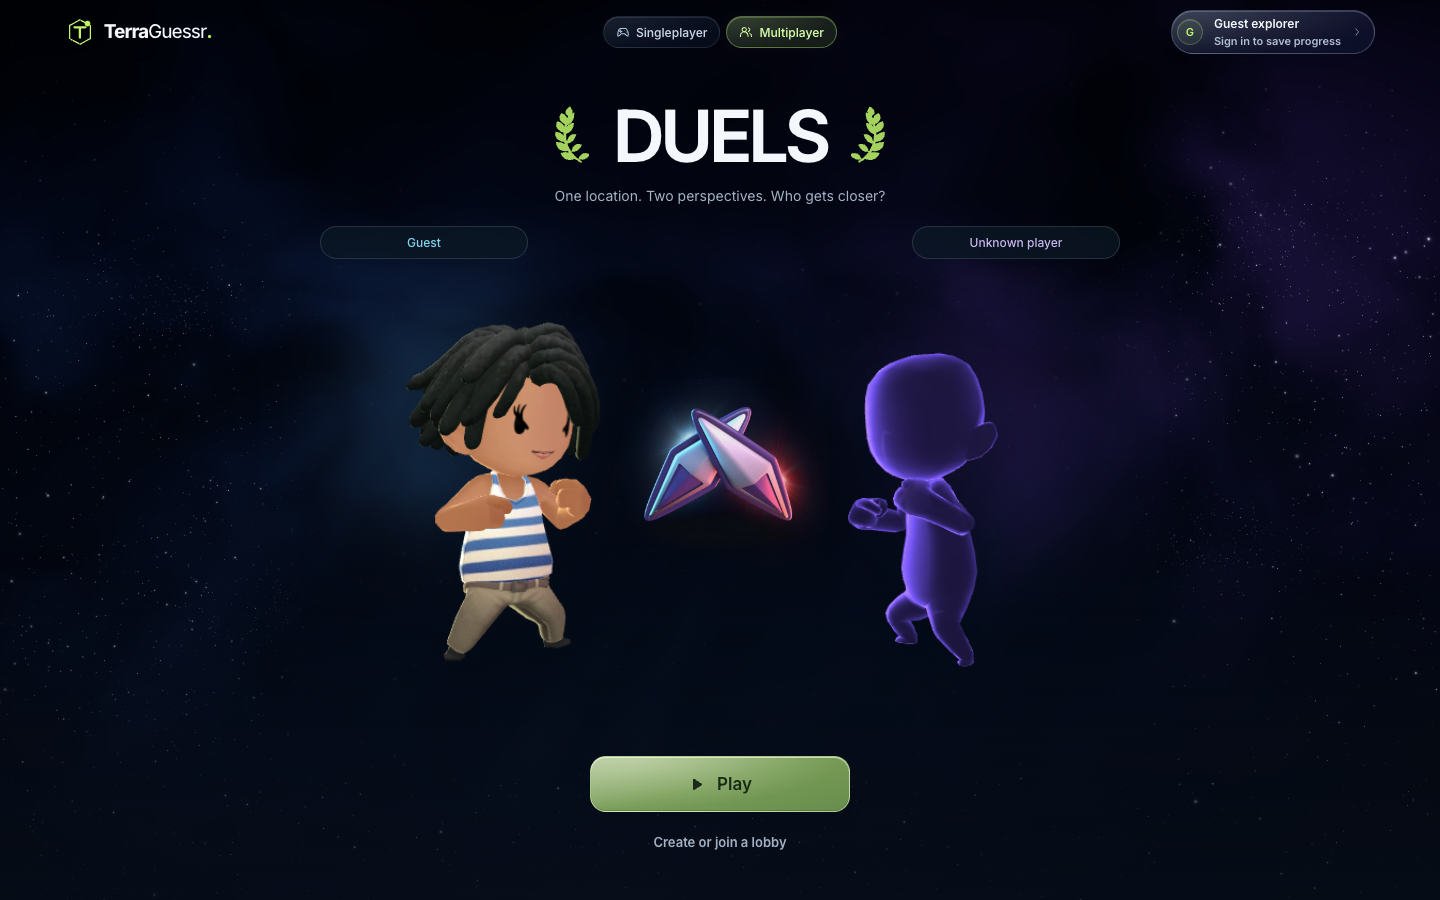 TerraGuessr.
Singleplayer
Multiplayer
G
Guest explorer
Sign in to save progress
DUELS
One location. Two perspectives. Who gets closer?
Guest
Unknown player
Play
Create or join a lobby